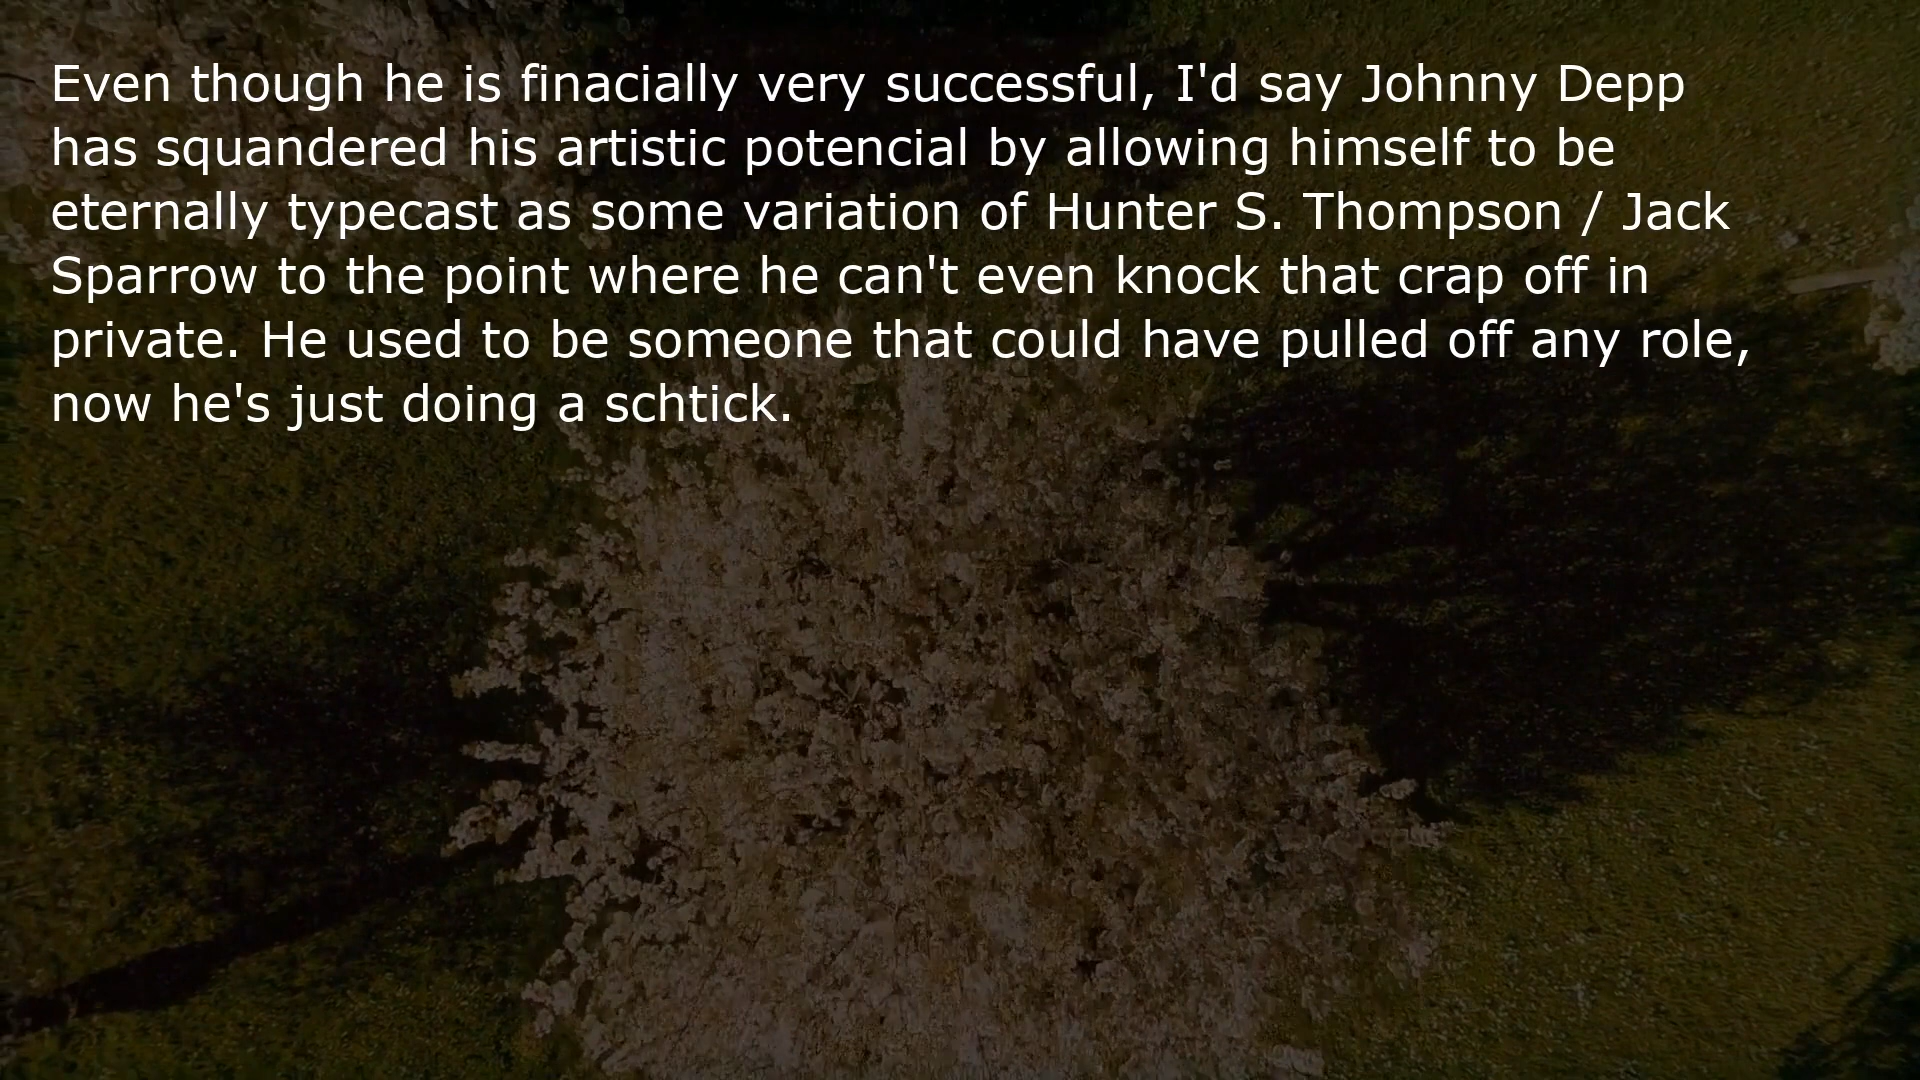 Even though he is finacially very successful, I'd say Johnny Depp
has squandered his artistic potencial by allowing himself to be
eternally typecast as some variation of Hunter S. Thompson / Jack
Sparrow to the point where he can't even knock that crap off in
private. He used to be someone that could have pulled off any role,
now he's just doing a schtick.